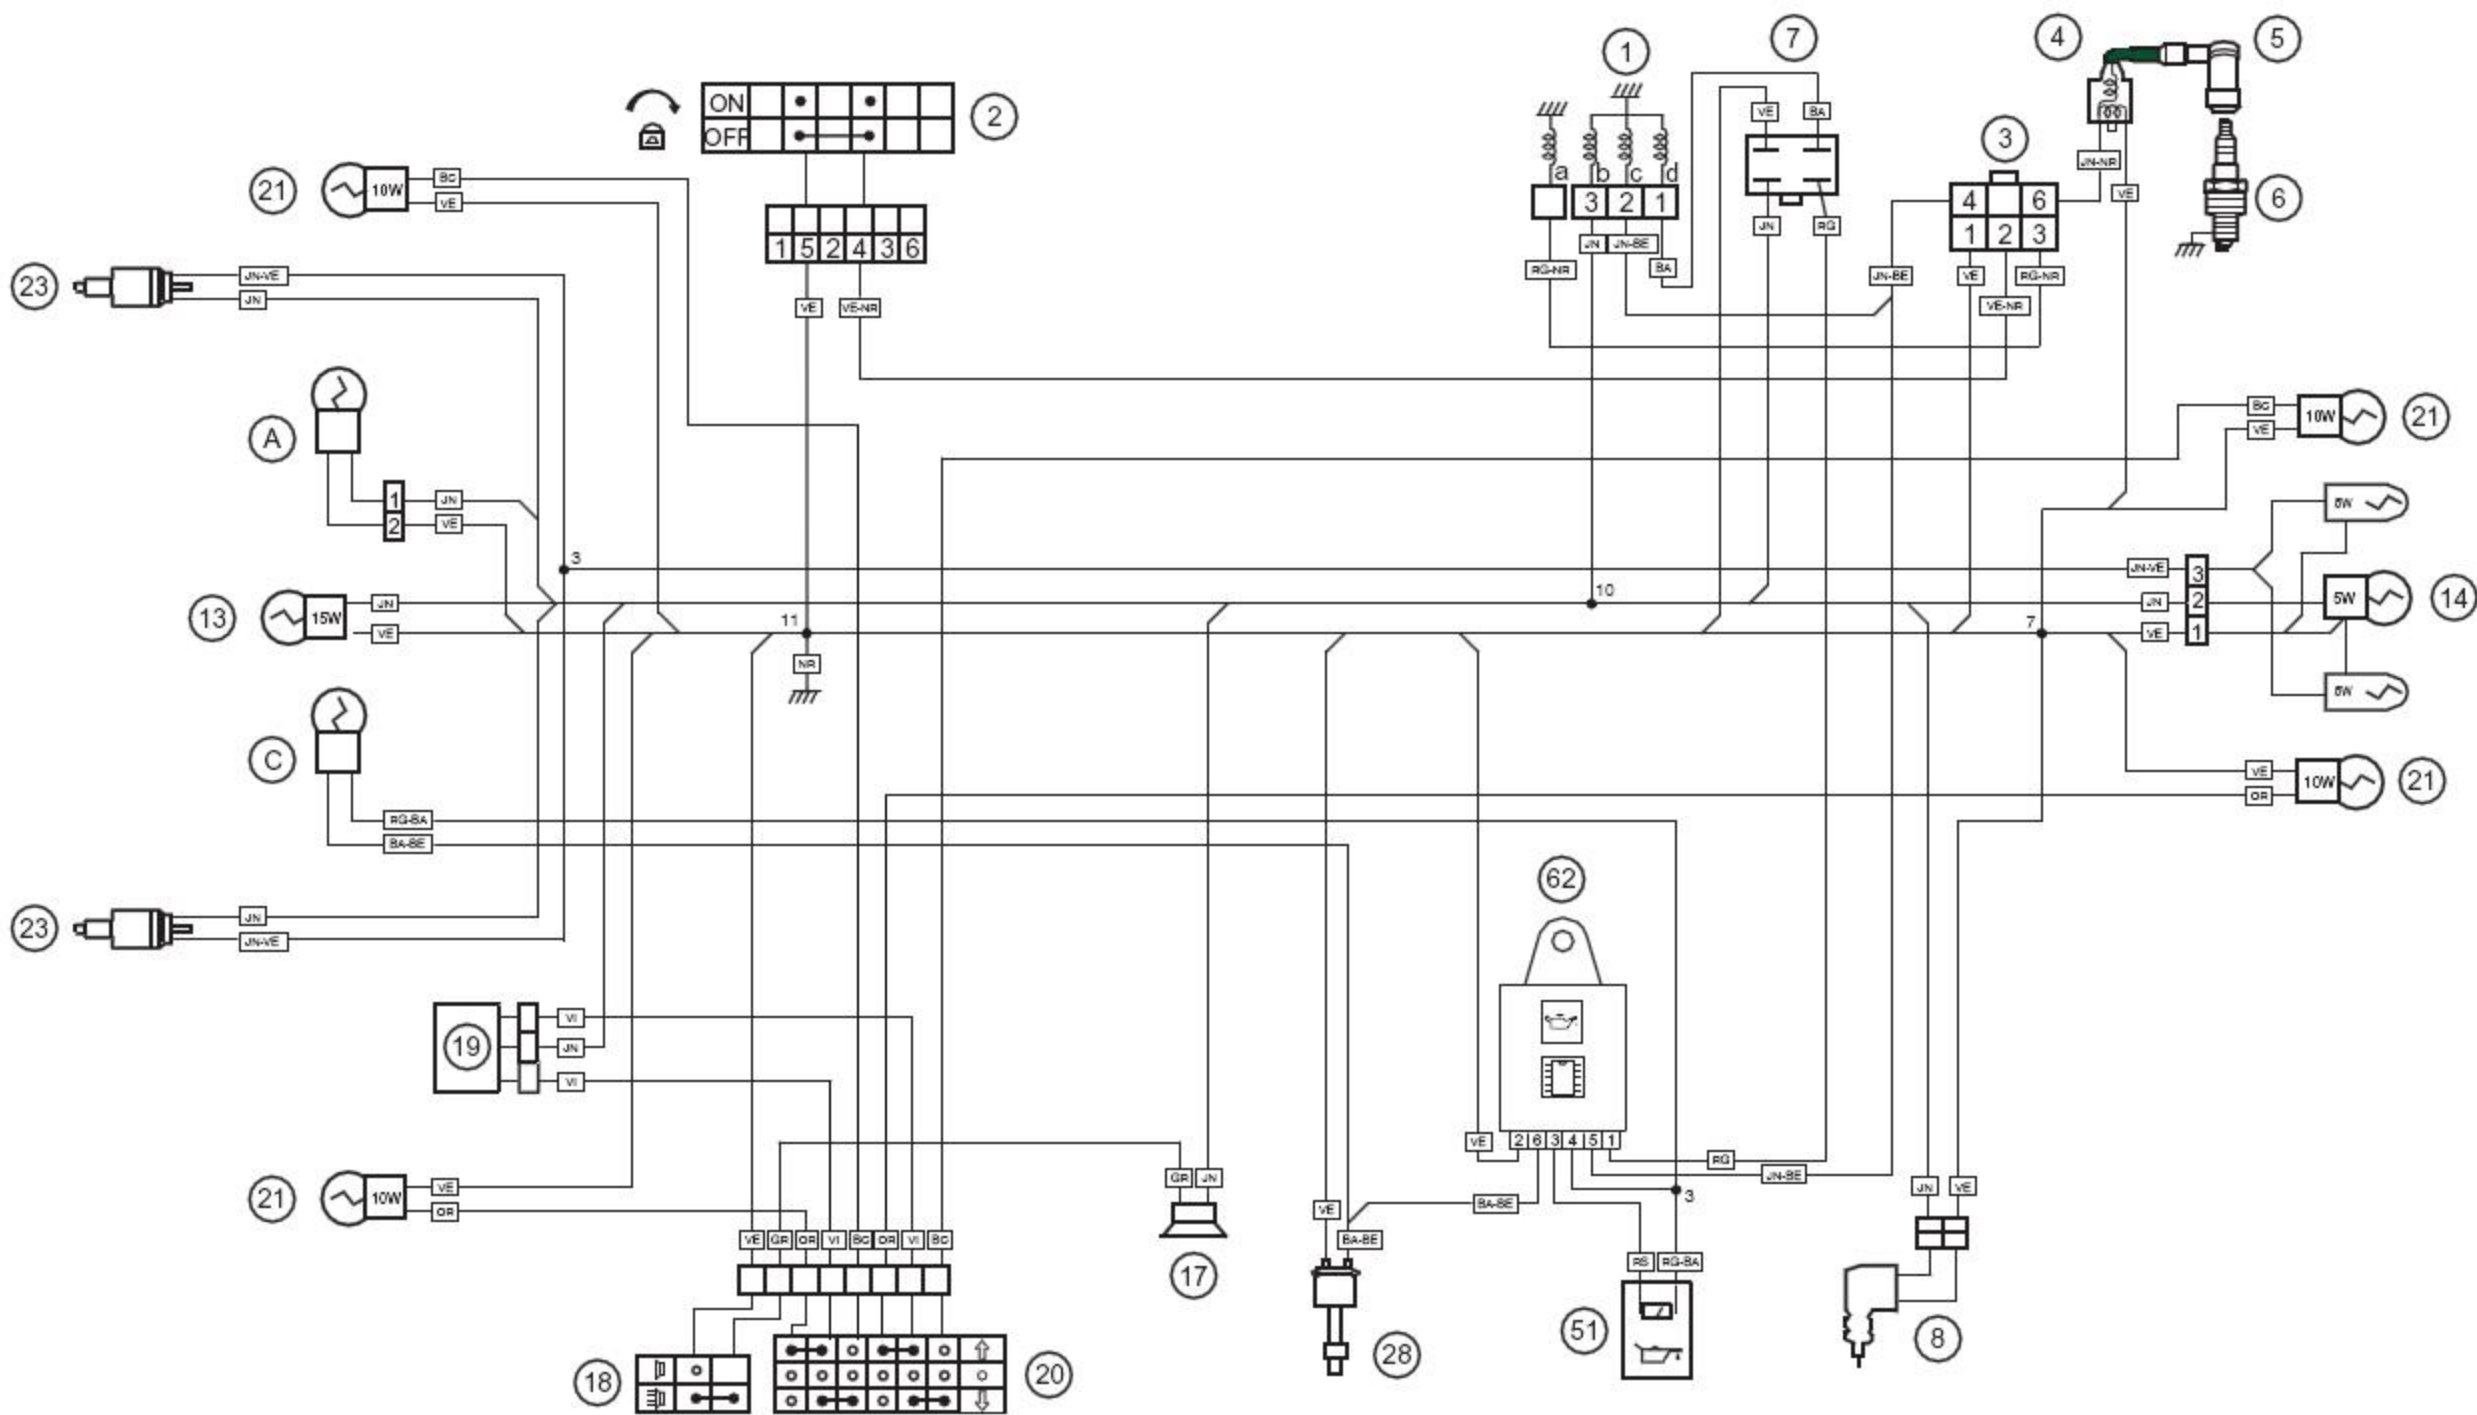 1
7
4
5
ON
OFF
2
3
6
21
10W
BG
VE
23
JN-VE
JN
1 5 2 4 3 6
VE
VE-NR
a b c d
3 2 1
RG-NR
JN
JN-BE
BA
VE
BA
JN
RG
4 6
1 2 3
JN-BE
VE
VE-NR
RG-NR
JN-NR
VE
A
1
JN
2
VE
13
15W
JN
VE
3
11
NR
10
7
BG
VE
10W
21
5W
JN-VE
3
JN
2
VE
1
5W
14
5W
VE
OR
10W
21
C
RG-BA
BA-BE
23
JN
JN-VE
19
VI
JN
VI
21
10W
VE
OR
VE GR OR VI BG OR VI BG
18
20
GR JN
17
VE
BA-BE
28
BA-BE
62
VE
2 6 3 4 5 1
RG
JN-BE
3
RS
RG-BA
51
JN VE
8